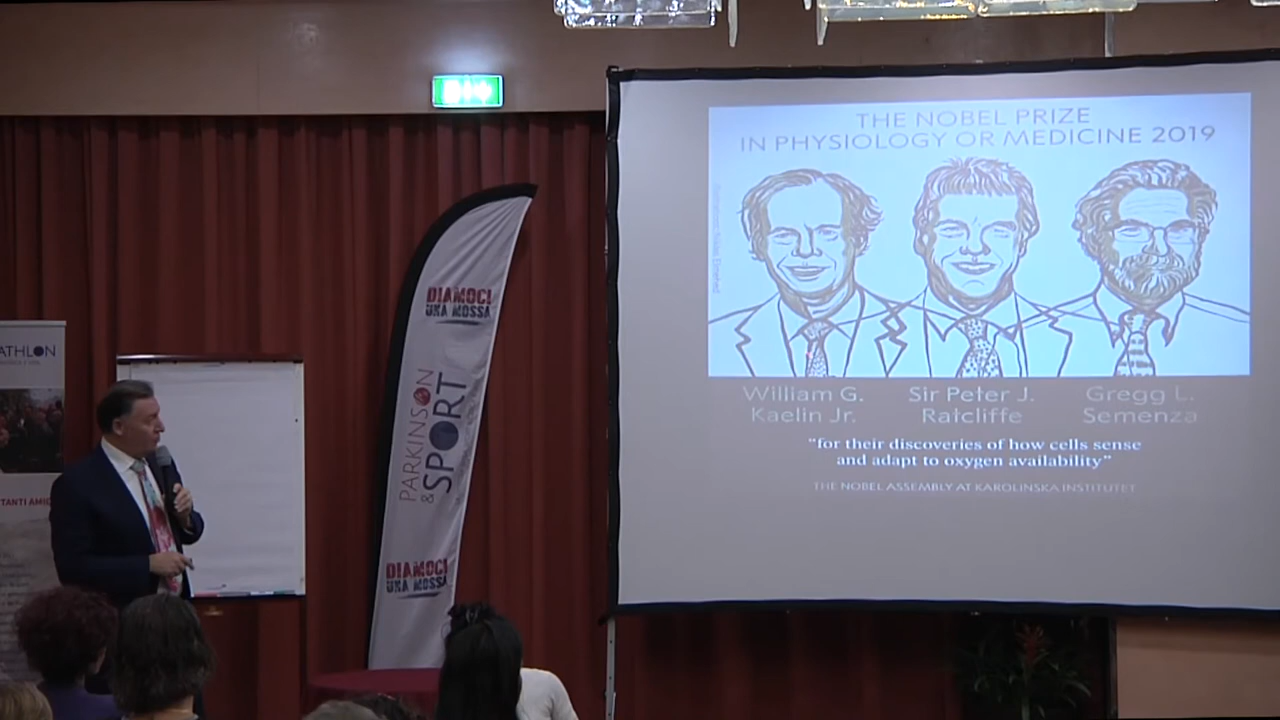 THE NOBEL PRIZE
IN PHYSIOLOGY OR MEDICINE 2019
William G.
Kaelin Jr.
Sir Peter J.
Ratcliffe
Gregg L.
Semenza
"for their discoveries of how cells sense
and adapt to oxygen availability"
THE NOBEL ASSEMBLY AT KAROLINSKA INSTITUTET
DIAMOCI
UNA MOSSA
PARKINSON
& SPORT
DIAMOCI
UNA MOSSA
ATHLON
TANTI AMIC